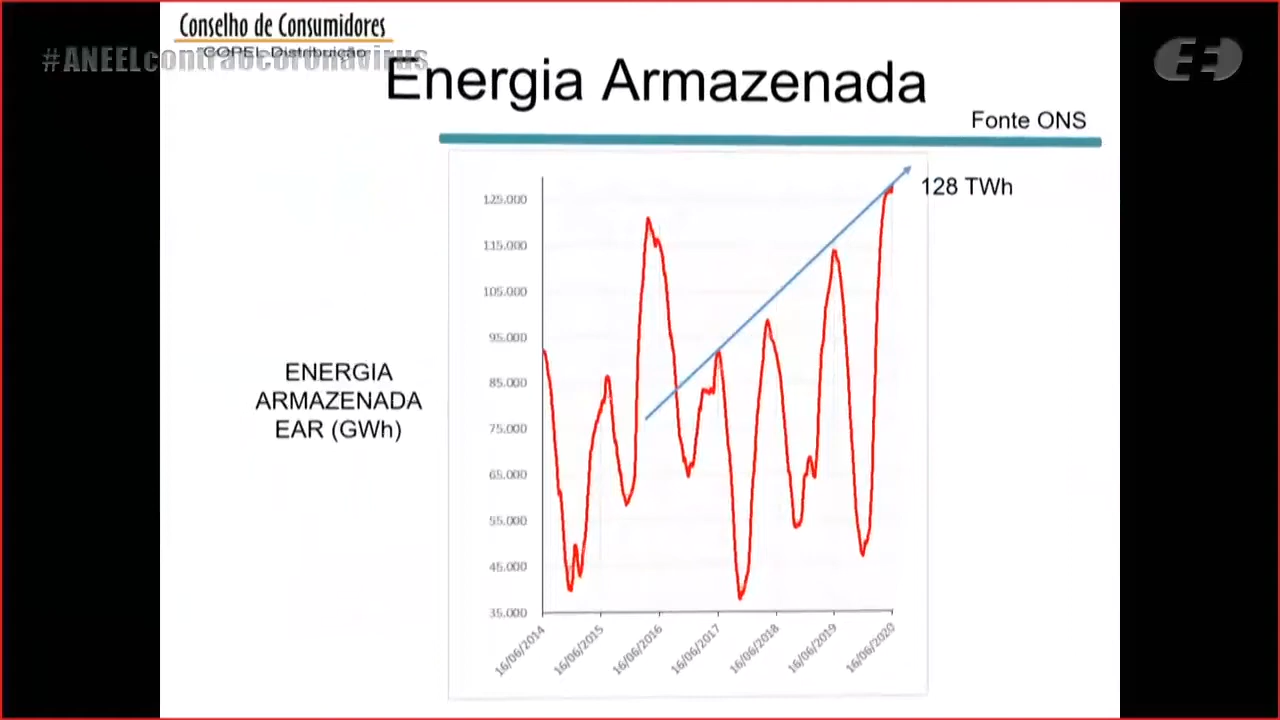 Conselho de Consumidores
COPEL Distribuição
#ANEELcontraocoronavirus
Energia Armazenada
Fonte ONS
128 TWh
125.000
115.000
105.000
95.000
85.000
75.000
65.000
55.000
45.000
35.000
ENERGIA
ARMAZENADA
EAR (GWh)
16/06/2014
16/06/2015
16/06/2016
16/06/2017
16/06/2018
16/06/2019
16/06/2020